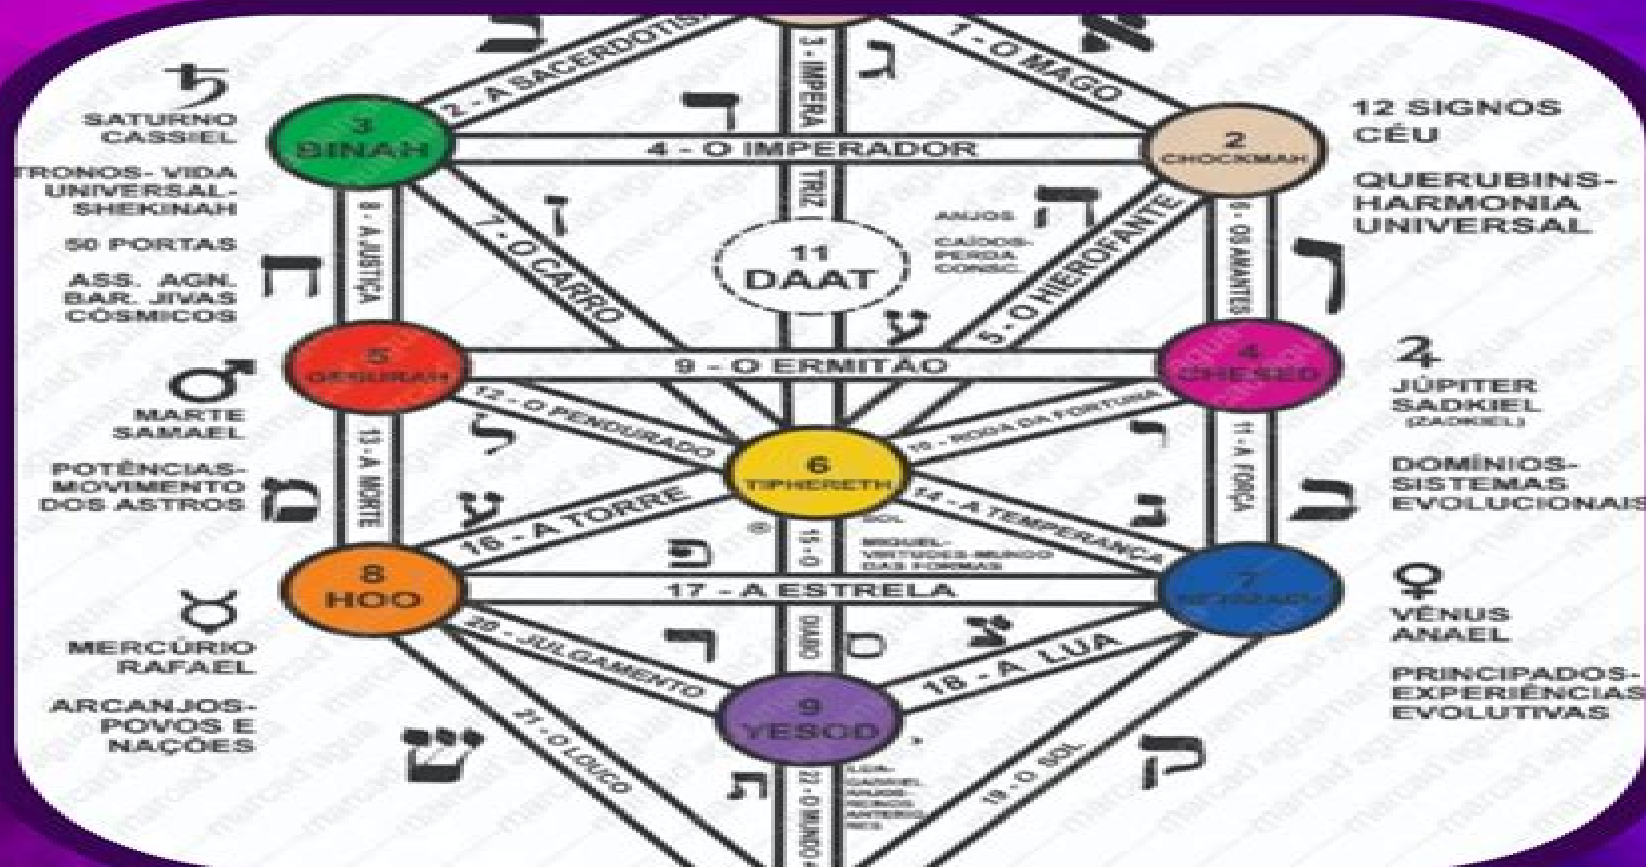 2 - A SACERDOTIS
3 - IMPERA
1 - O MAGO
SATURNO
CASSIEL
3
BINAH
4 - O IMPERADOR
2
CHOCKMAH
12 SIGNOS
CÉU
TRONOS- VIDA
UNIVERSAL-
SHEKINAH
QUERUBINS-
HARMONIA
UNIVERSAL
8 - A JUSTIÇA
7 - O CARRO
TRIZ
ANJOS
CAÍDOS-
PERDA
CONSC.
5 - O HIEROFANTE
6 - OS AMANTES
50 PORTAS
11
DAAT
ASS. AGN.
BAR. JIVAS
CÓSMICOS
5
GEBURAH
9 - O ERMITÃO
4
CHESED
JÚPITER
SADKIEL
(ZADKIEL)
MARTE
SAMAEL
12 - O PENDURADO
10 - RODA DA FORTUNA
13 - A MORTE
11 - A FORÇA
6
TIPHERETH
POTÊNCIAS-
MOVIMENTO
DOS ASTROS
DOMÍNIOS-
SISTEMAS
EVOLUCIONAIS
16 - A TORRE
14 - A TEMPERANÇA
SOL
MIGUEL-
VIRTUDES-MUNDO
DAS FORMAS
15 - O
DIABO
8
HOO
17 - A ESTRELA
7
VÊNUS
ANAEL
MERCÚRIO
RAFAEL
20 - JULGAMENTO
18 - A LUA
PRINCIPADOS-
EXPERIÊNCIAS
EVOLUTIVAS
ARCANJOS-
POVOS E
NAÇÕES
9
YESOD
21 - O LOUCO
22 - O MUNDO
19 - O SOL